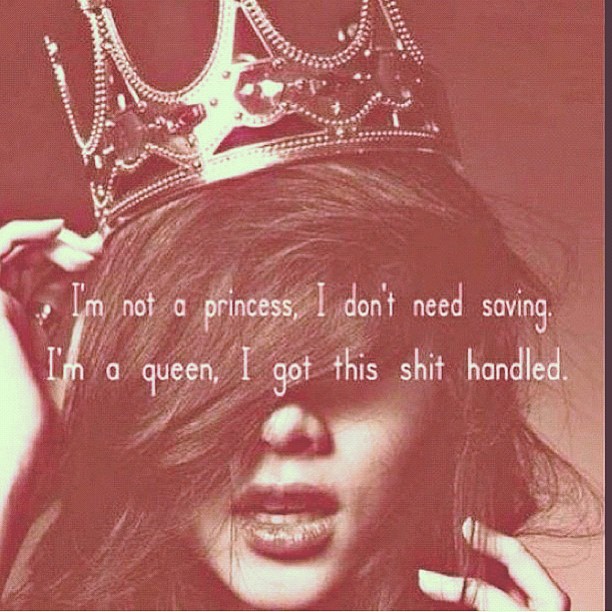 I'm not a princess, I don't need saving.
I'm a queen, I got this shit handled.